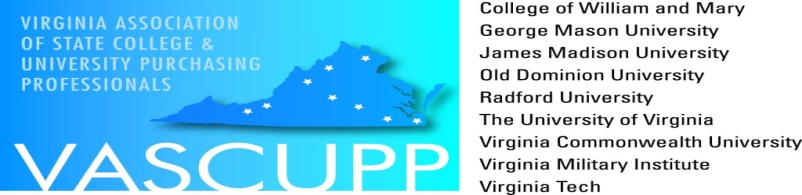 VIRGINIA ASSOCIATION
OF STATE COLLEGE &
UNIVERSITY PURCHASING
PROFESSIONALS
VASCUPP
College of William and Mary
George Mason University
James Madison University
Old Dominion University
Radford University
The University of Virginia
Virginia Commonwealth University
Virginia Military Institute
Virginia Tech